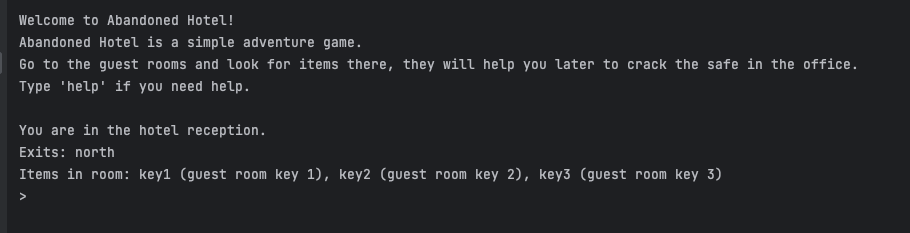 Welcome to Abandoned Hotel!
Abandoned Hotel is a simple adventure game.
Go to the guest rooms and look for items there, they will help you later to crack the safe in the office.
Type 'help' if you need help.
You are in the hotel reception.
Exits: north
Items in room: key1 (guest room key 1), key2 (guest room key 2), key3 (guest room key 3)
>